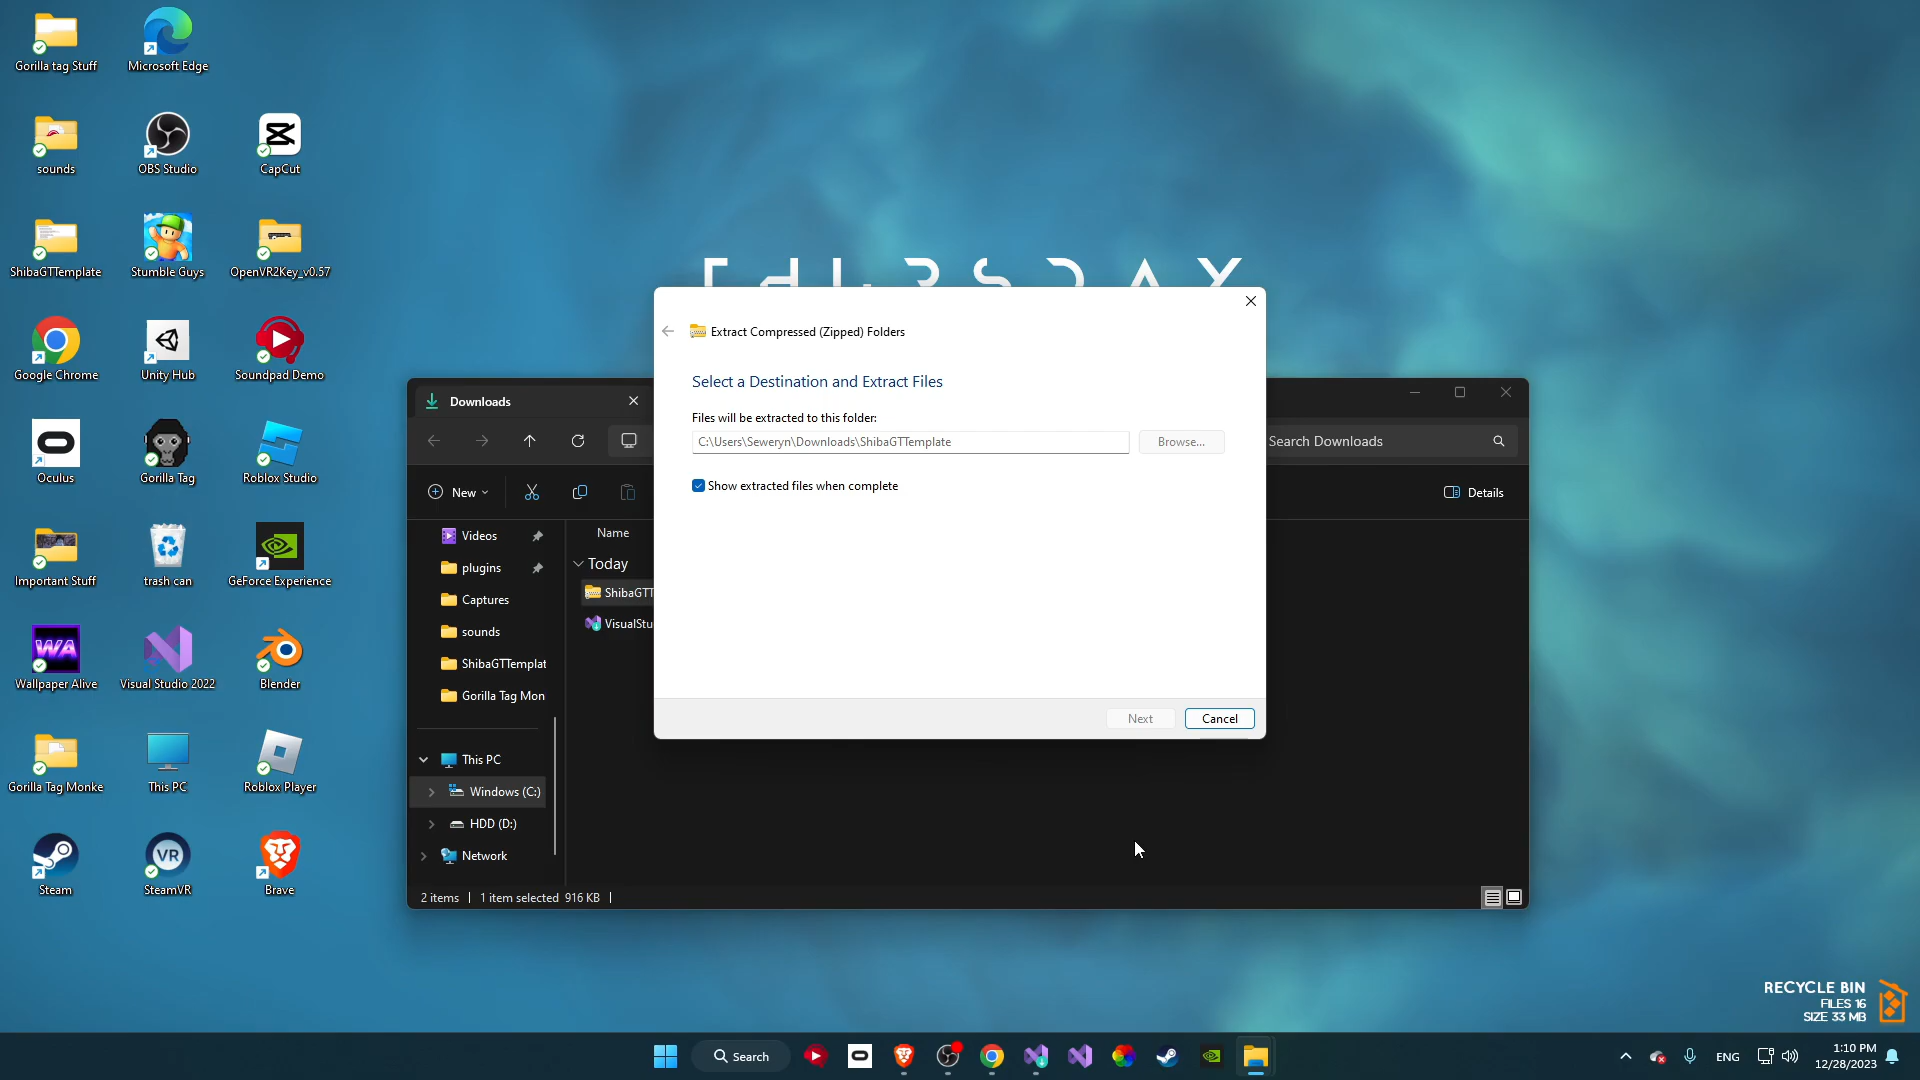 Gorilla tag Stuff
Microsoft Edge
sounds
OBS Studio
CapCut
ShibaGTTemplate
Stumble Guys
OpenVR2Key_v0.57
Google Chrome
Unity Hub
Soundpad Demo
Oculus
Gorilla Tag
Roblox Studio
Important Stuff
trash can
GeForce Experience
WA
Wallpaper Alive
Visual Studio 2022
Blender
Gorilla Tag Monke
This PC
Roblox Player
Steam
VR
SteamVR
Brave
THURSDAY
Extract Compressed (Zipped) Folders
Select a Destination and Extract Files
Files will be extracted to this folder:
C:\Users\Seweryn\Downloads\ShibaGTTemplate
Browse...
Show extracted files when complete
Next
Cancel
Downloads
Search Downloads
New
Details
Videos
plugins
Captures
sounds
ShibaGTTemplat
Gorilla Tag Mon
This PC
Windows (C:)
HDD (D:)
Network
Name
Today
ShibaGTT
VisualStu
2 items
1 item selected 916 KB
RECYCLE BIN
FILES 16
SIZE 33 MB
Search
ENG
1:10 PM
12/28/2023